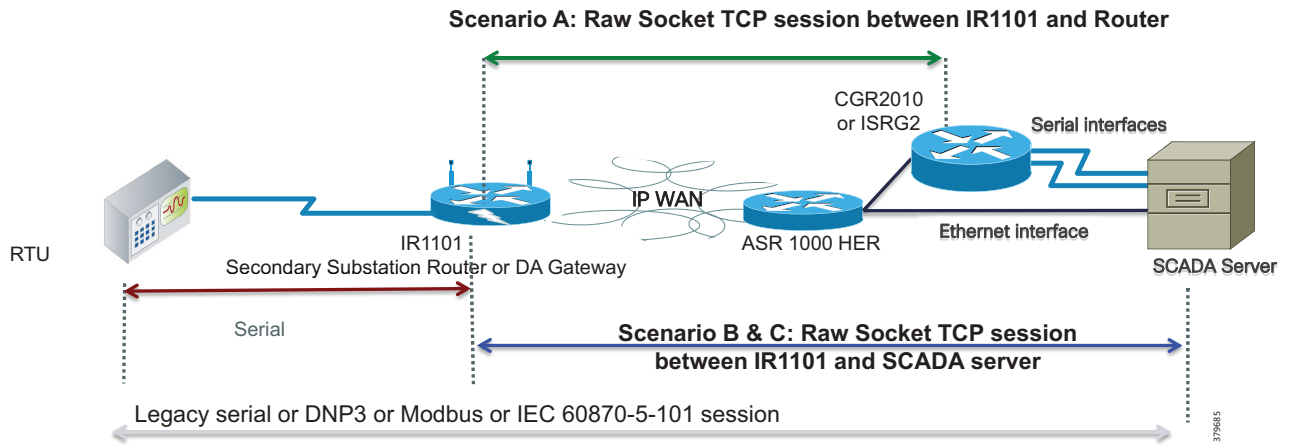 Scenario A: Raw Socket TCP session between IR1101 and Router
CGR2010
or ISRG2
Serial interfaces
IP WAN
RTU
IR1101
ASR 1000 HER
Ethernet interface
Secondary Substation Router or DA Gateway
SCADA Server
Serial
Scenario B & C: Raw Socket TCP session
between IR1101 and SCADA server
Legacy serial or DNP3 or Modbus or IEC 60870-5-101 session
379685